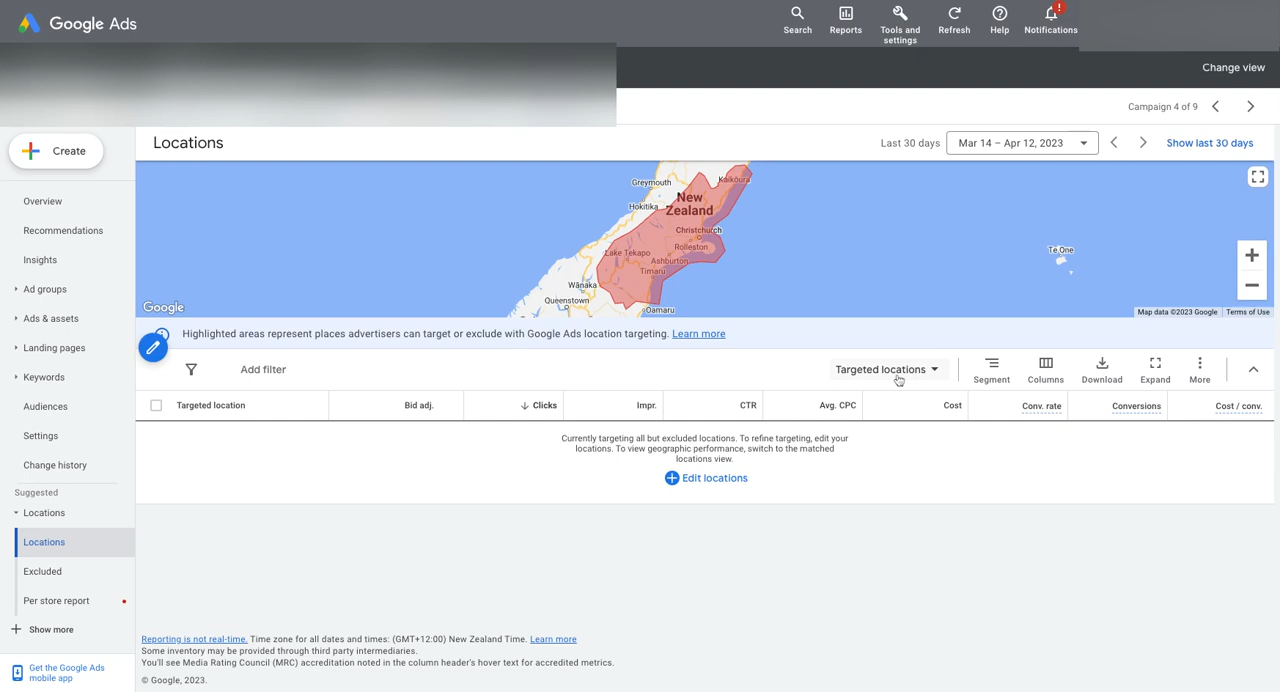 Google Ads
Search
Reports
Tools and
settings
Refresh
Help
!
Notifications
Change view
Campaign 4 of 9
Create
Locations
Last 30 days
Mar 14 – Apr 12, 2023
Show last 30 days
Overview
Recommendations
Insights
Ad groups
Ads & assets
Landing pages
Keywords
Audiences
Settings
Change history
Suggested
Locations
Locations
Excluded
Per store report
Show more
Get the Google Ads
mobile app
Greymouth
Kaikōura
Hokitika
New
Zealand
Christchurch
Rolleston
Lake Tekapo
Ashburton
Timaru
Wānaka
Queenstown
Oamaru
Te One
Google
Map data ©2023 Google
Terms of Use
Highlighted areas represent places advertisers can target or exclude with Google Ads location targeting. Learn more
Add filter
Targeted locations
Segment
Columns
Download
Expand
More
Targeted location
Bid adj.
Clicks
Impr.
CTR
Avg. CPC
Cost
Conv. rate
Conversions
Cost / conv.
Currently targeting all but excluded locations. To refine targeting, edit your
locations. To view geographic performance, switch to the matched
locations view.
Edit locations
Reporting is not real-time. Time zone for all dates and times: (GMT+12:00) New Zealand Time. Learn more
Some inventory may be provided through third party intermediaries.
You'll see Media Rating Council (MRC) accreditation noted in the column header's hover text for accredited metrics.
© Google, 2023.